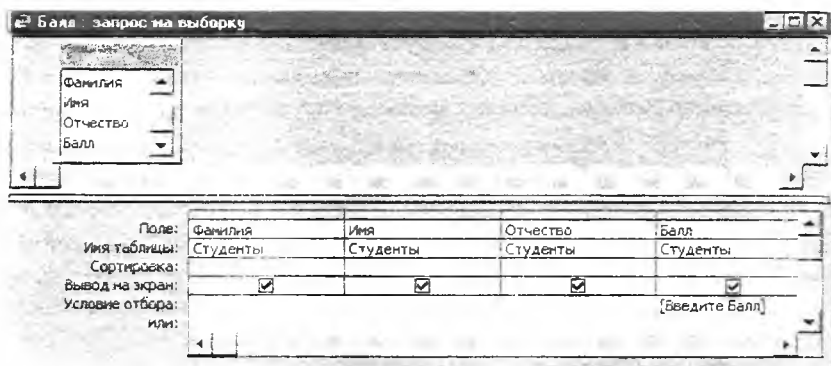 Балл : запрос на выборку
Фамилия
Имя
Отчество
Балл
Поле: Фамилия Имя Отчество Балл
Имя таблицы: Студенты Студенты Студенты Студенты
Сортировка:
Вывод на экран:
Условие отбора: [Введите Балл]
или: